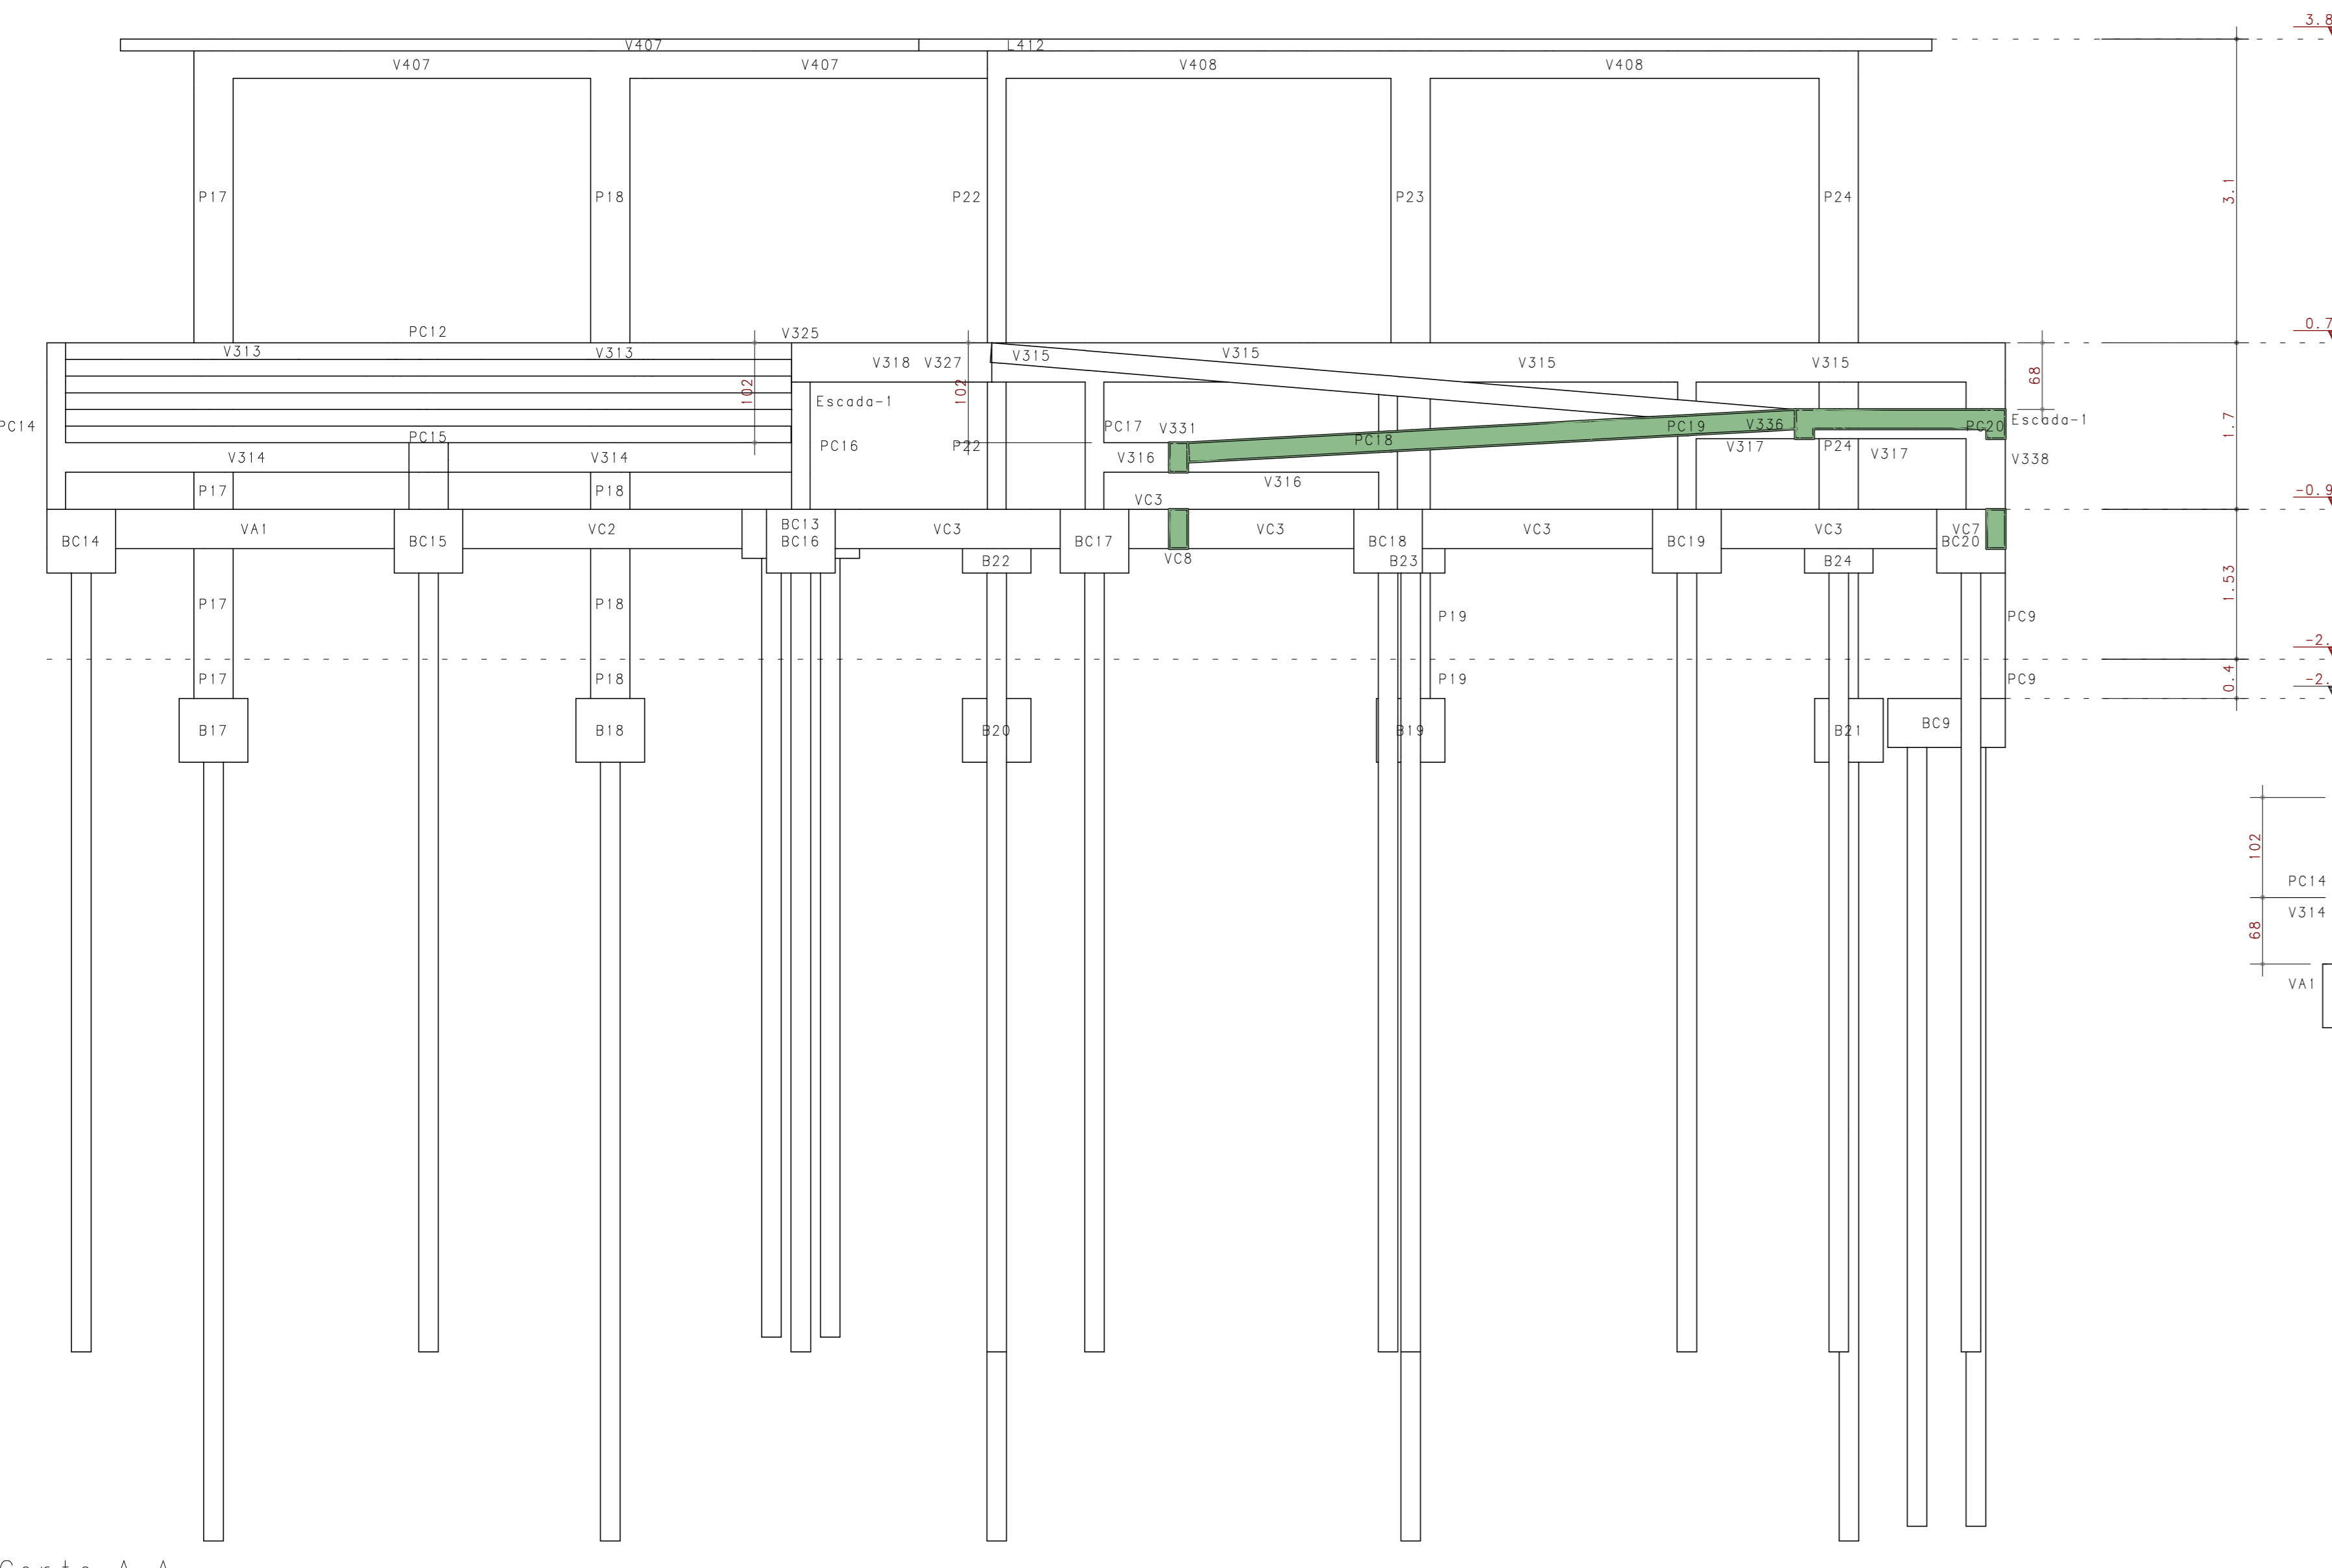 3.8
V407
L412
V407
V407
V408
V408
P17
P18
P22
P23
P24
3.1
0.7
PC12
V325
V313
V313
V318
V327
V315
V315
V315
V315
68
102
102
Escada-1
PC14
PC15
PC16
P22
PC17
V331
PC18
PC19
V336
PC20
Escada-1
1.7
V314
V314
V316
V317
P24
V317
V338
P17
P18
V316
-0.9
VC3
BC14
VA1
BC15
VC2
BC13
BC16
VC3
BC17
VC3
BC18
VC3
BC19
VC3
VC7
BC20
VC8
B22
B23
B24
1.53
P17
P18
P19
PC9
-2.
P17
P18
P19
PC9
0.4
-2.
B17
B18
B20
B19
B21
BC9
102
PC14
V314
68
VA1
Corte A-A